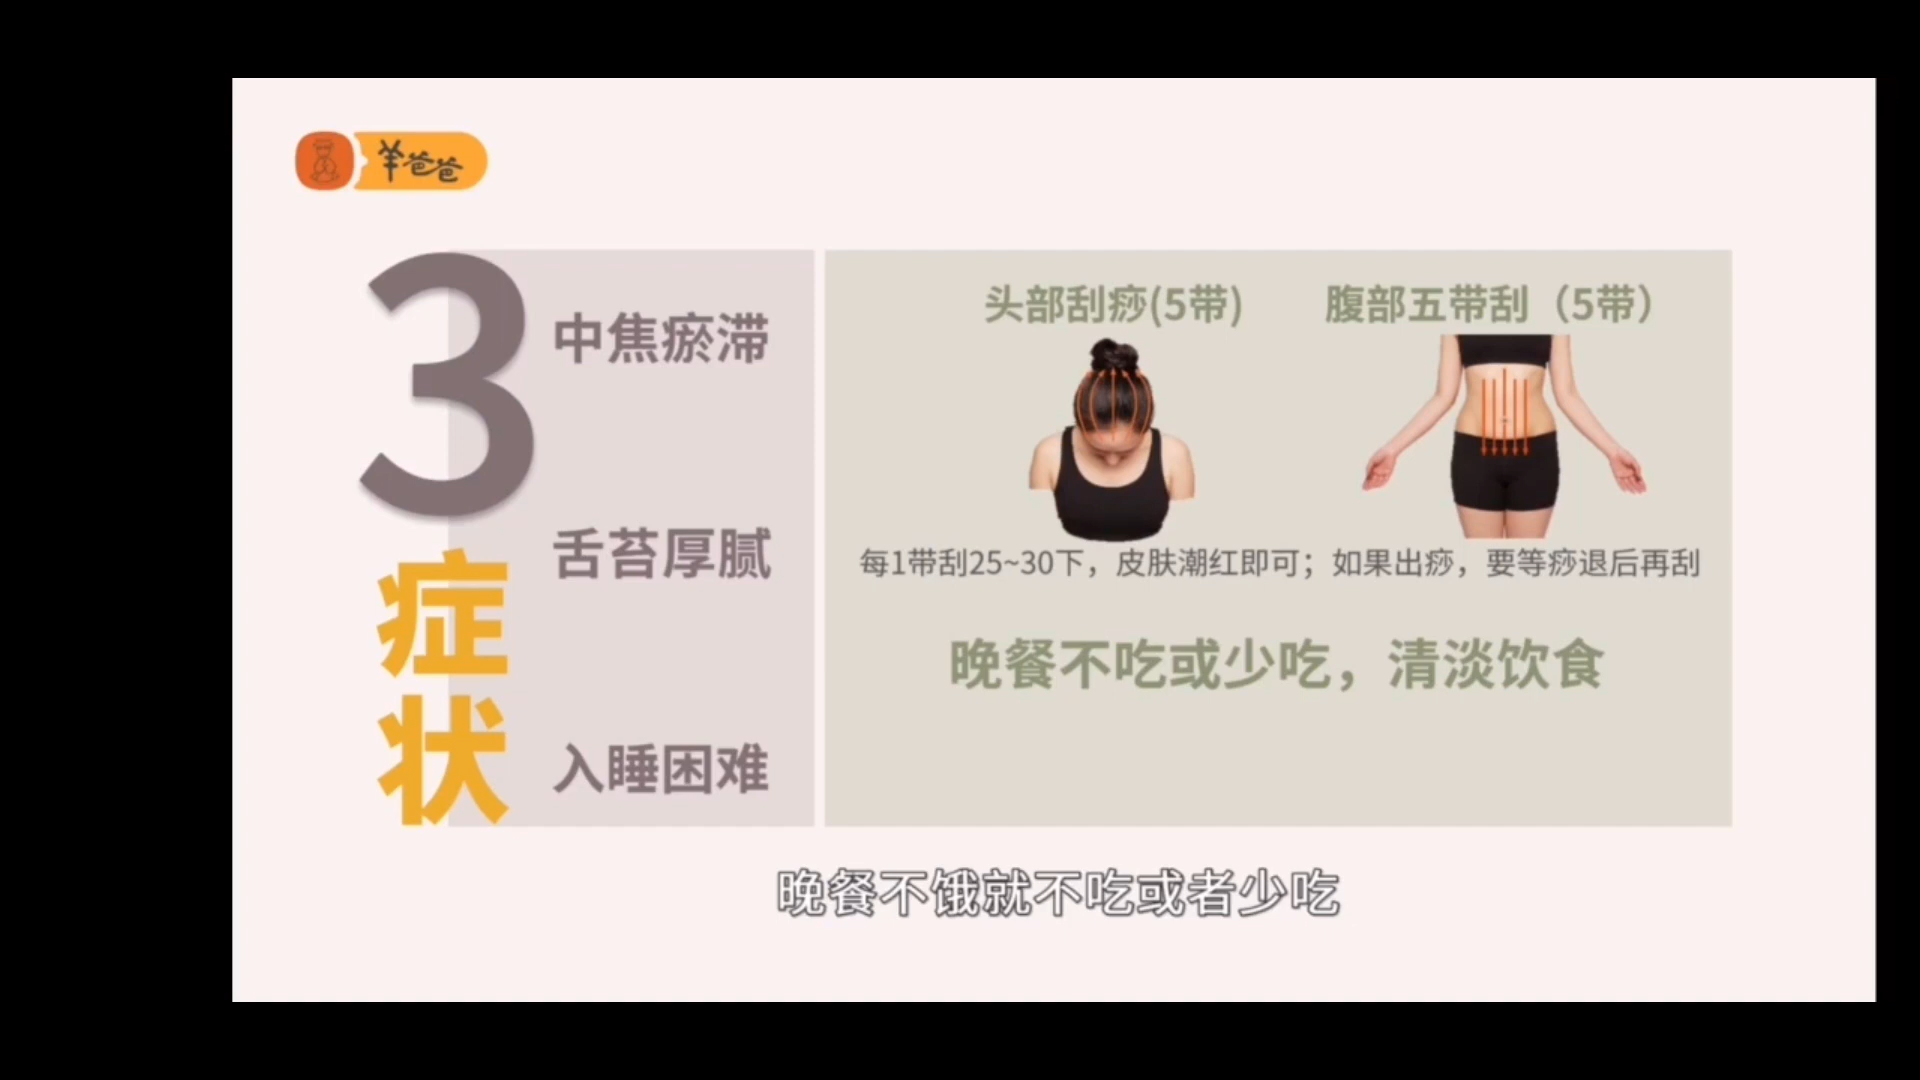 羊爸爸
3
症状
中焦瘀滞
舌苔厚腻
入睡困难
头部刮痧(5带)
腹部五带刮（5带）
每1带刮25~30下，皮肤潮红即可；如果出痧，要等痧退后再刮
晚餐不吃或少吃，清淡饮食
晚餐不饿就不吃或者少吃